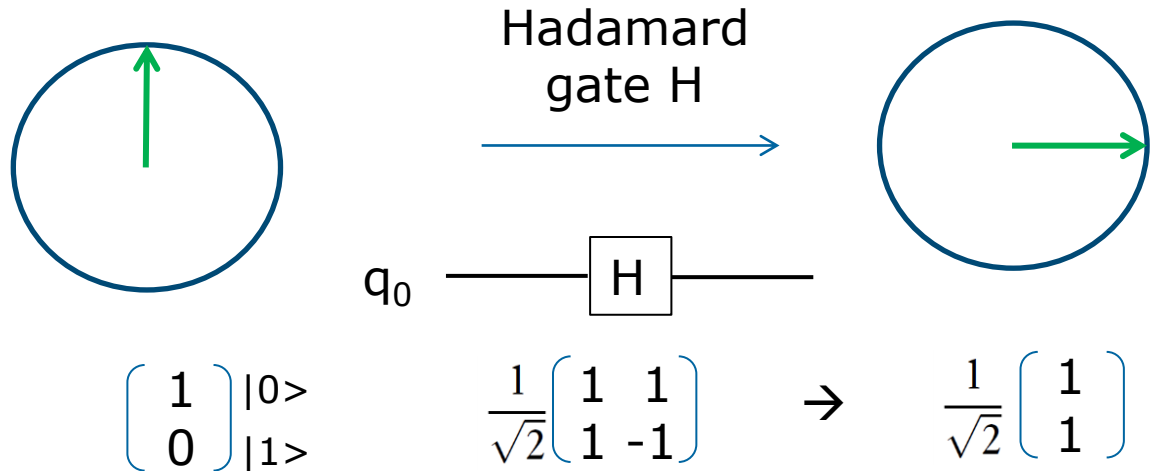 Hadamard
gate H
q₀ H
1 |0> 1/√2 1 1 → 1/√2 1
0 |1> 1 -1 1